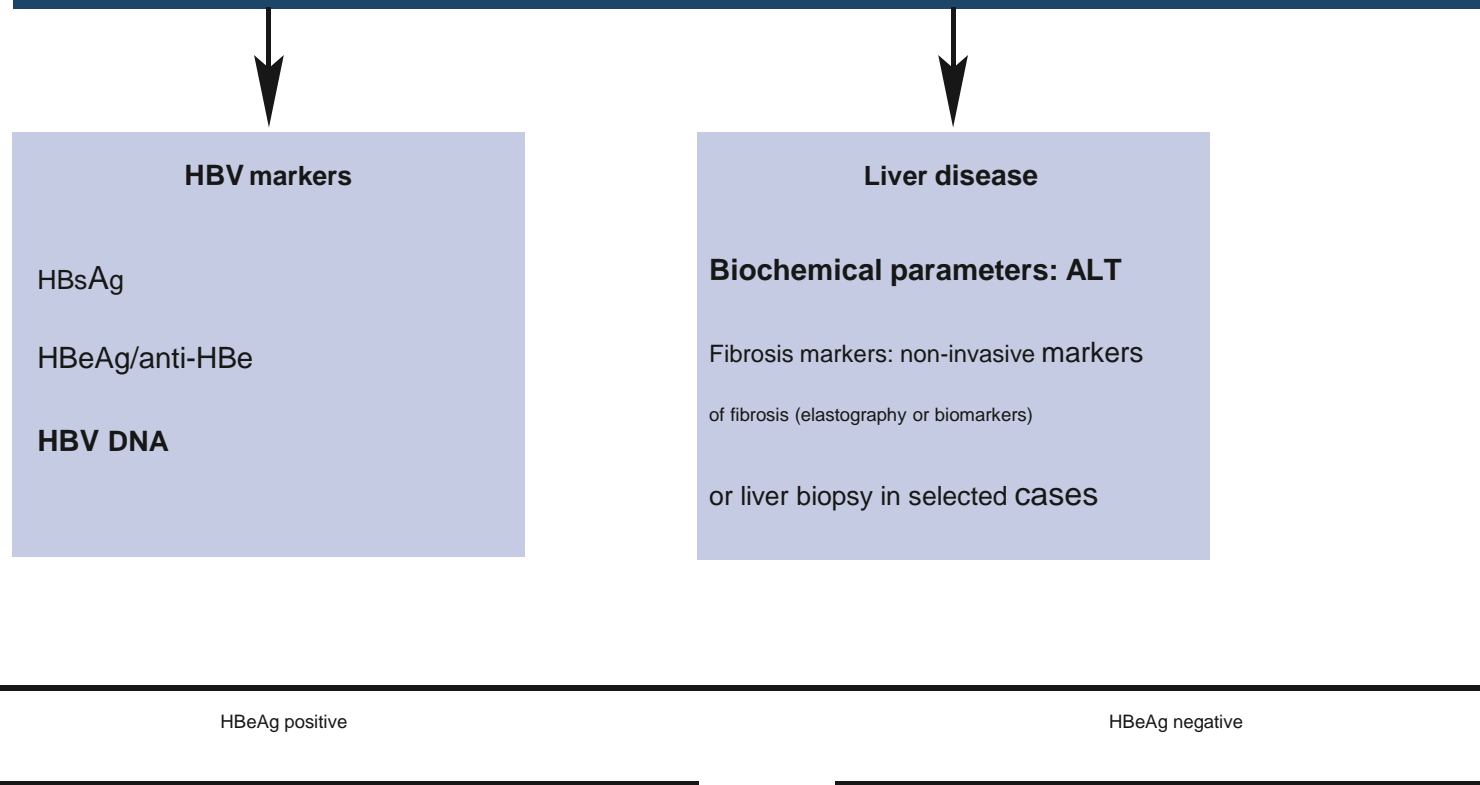 HBV markers
HBsAg
HBeAg/anti-HBe
HBV DNA
Liver disease
Biochemical parameters: ALT
Fibrosis markers: non-invasive markers
of fibrosis (elastography or biomarkers)
or liver biopsy in selected cases
HBeAg positive
HBeAg negative